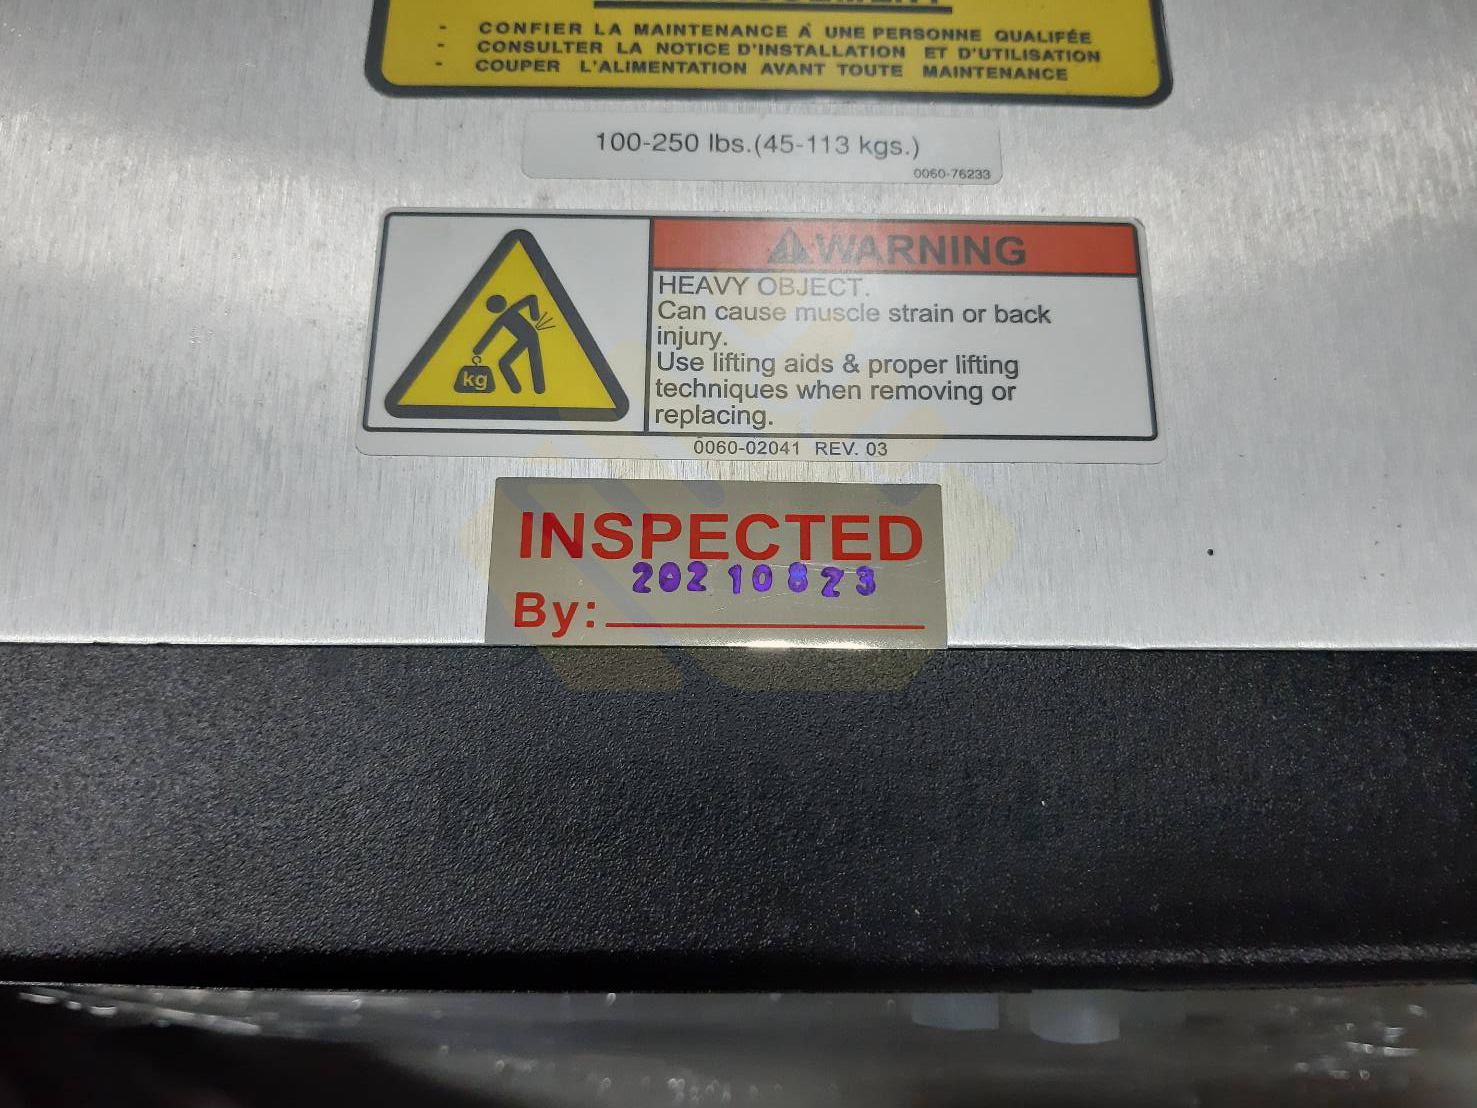 - CONFIER LA MAINTENANCE À UNE PERSONNE QUALIFÉE
- CONSULTER LA NOTICE D'INSTALLATION ET D'UTILISATION
- COUPER L'ALIMENTATION AVANT TOUTE MAINTENANCE
100-250 lbs.(45-113 kgs.)
0060-76233
WARNING
HEAVY OBJECT.
Can cause muscle strain or back
injury.
Use lifting aids & proper lifting
techniques when removing or
replacing.
kg
0060-02041 REV. 03
INSPECTED
20210823
By: